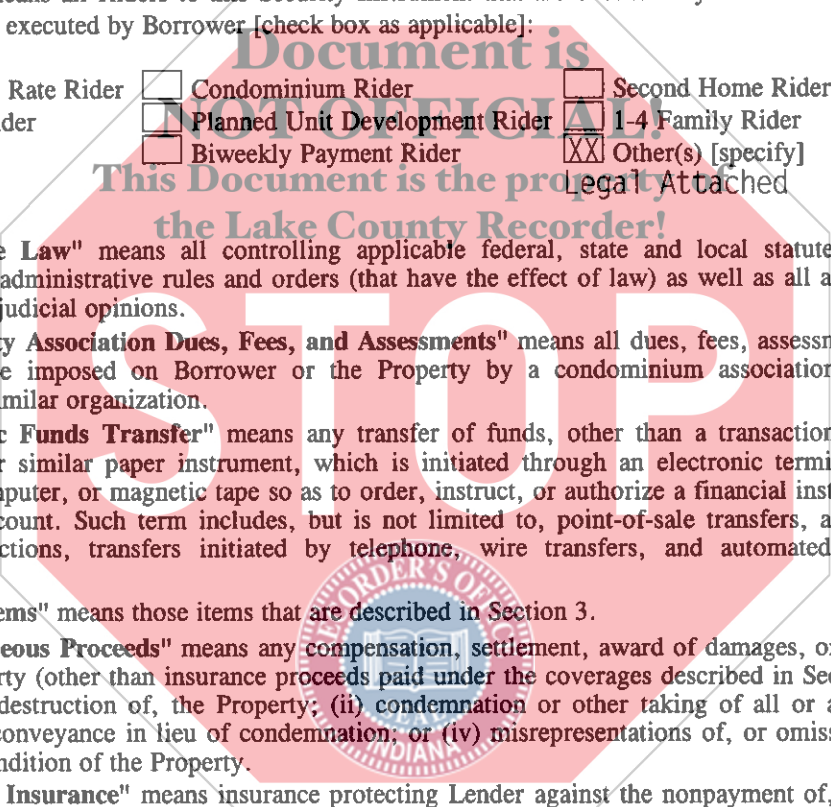 executed by Borrower [check box as applicable]:
Document is
Rate Rider Condominium Rider Second Home Rider
NOT OFFICIAL!
Planned Unit Development Rider 1-4 Family Rider
Biweekly Payment Rider XX Other(s) [specify]
This Document is the property of
Legal Attached
the Lake County Recorder!
Law" means all controlling applicable federal, state and local statute
administrative rules and orders (that have the effect of law) as well as all a
judicial opinions.
Association Dues, Fees, and Assessments" means all dues, fees, assessm
imposed on Borrower or the Property by a condominium association
milar organization.
STOP
Funds Transfer" means any transfer of funds, other than a transaction
similar paper instrument, which is initiated through an electronic termi
puter, or magnetic tape so as to order, instruct, or authorize a financial inst
count. Such term includes, but is not limited to, point-of-sale transfers, a
ctions, transfers initiated by telephone, wire transfers, and automated
RECORDER'S OF
ems" means those items that are described in Section 3.
eous Proceeds" means any compensation, settlement, award of damages, or
rty (other than insurance proceeds paid under the coverages described in Sec
destruction of, the Property; (ii) condemnation or other taking of all or a
conveyance in lieu of condemnation; or (iv) misrepresentations of, or omiss
ndition of the Property.
SEAL
INDIANA
Insurance" means insurance protecting Lender against the nonpayment of,